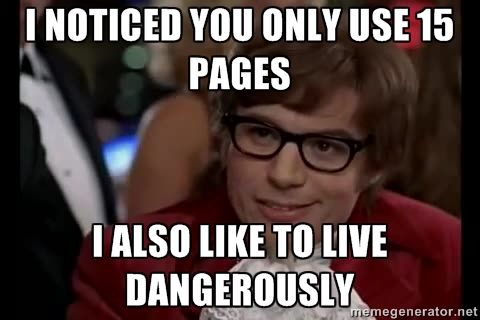 I NOTICED YOU ONLY USE 15
PAGES
I ALSO LIKE TO LIVE
DANGEROUSLY
memegenerator.net